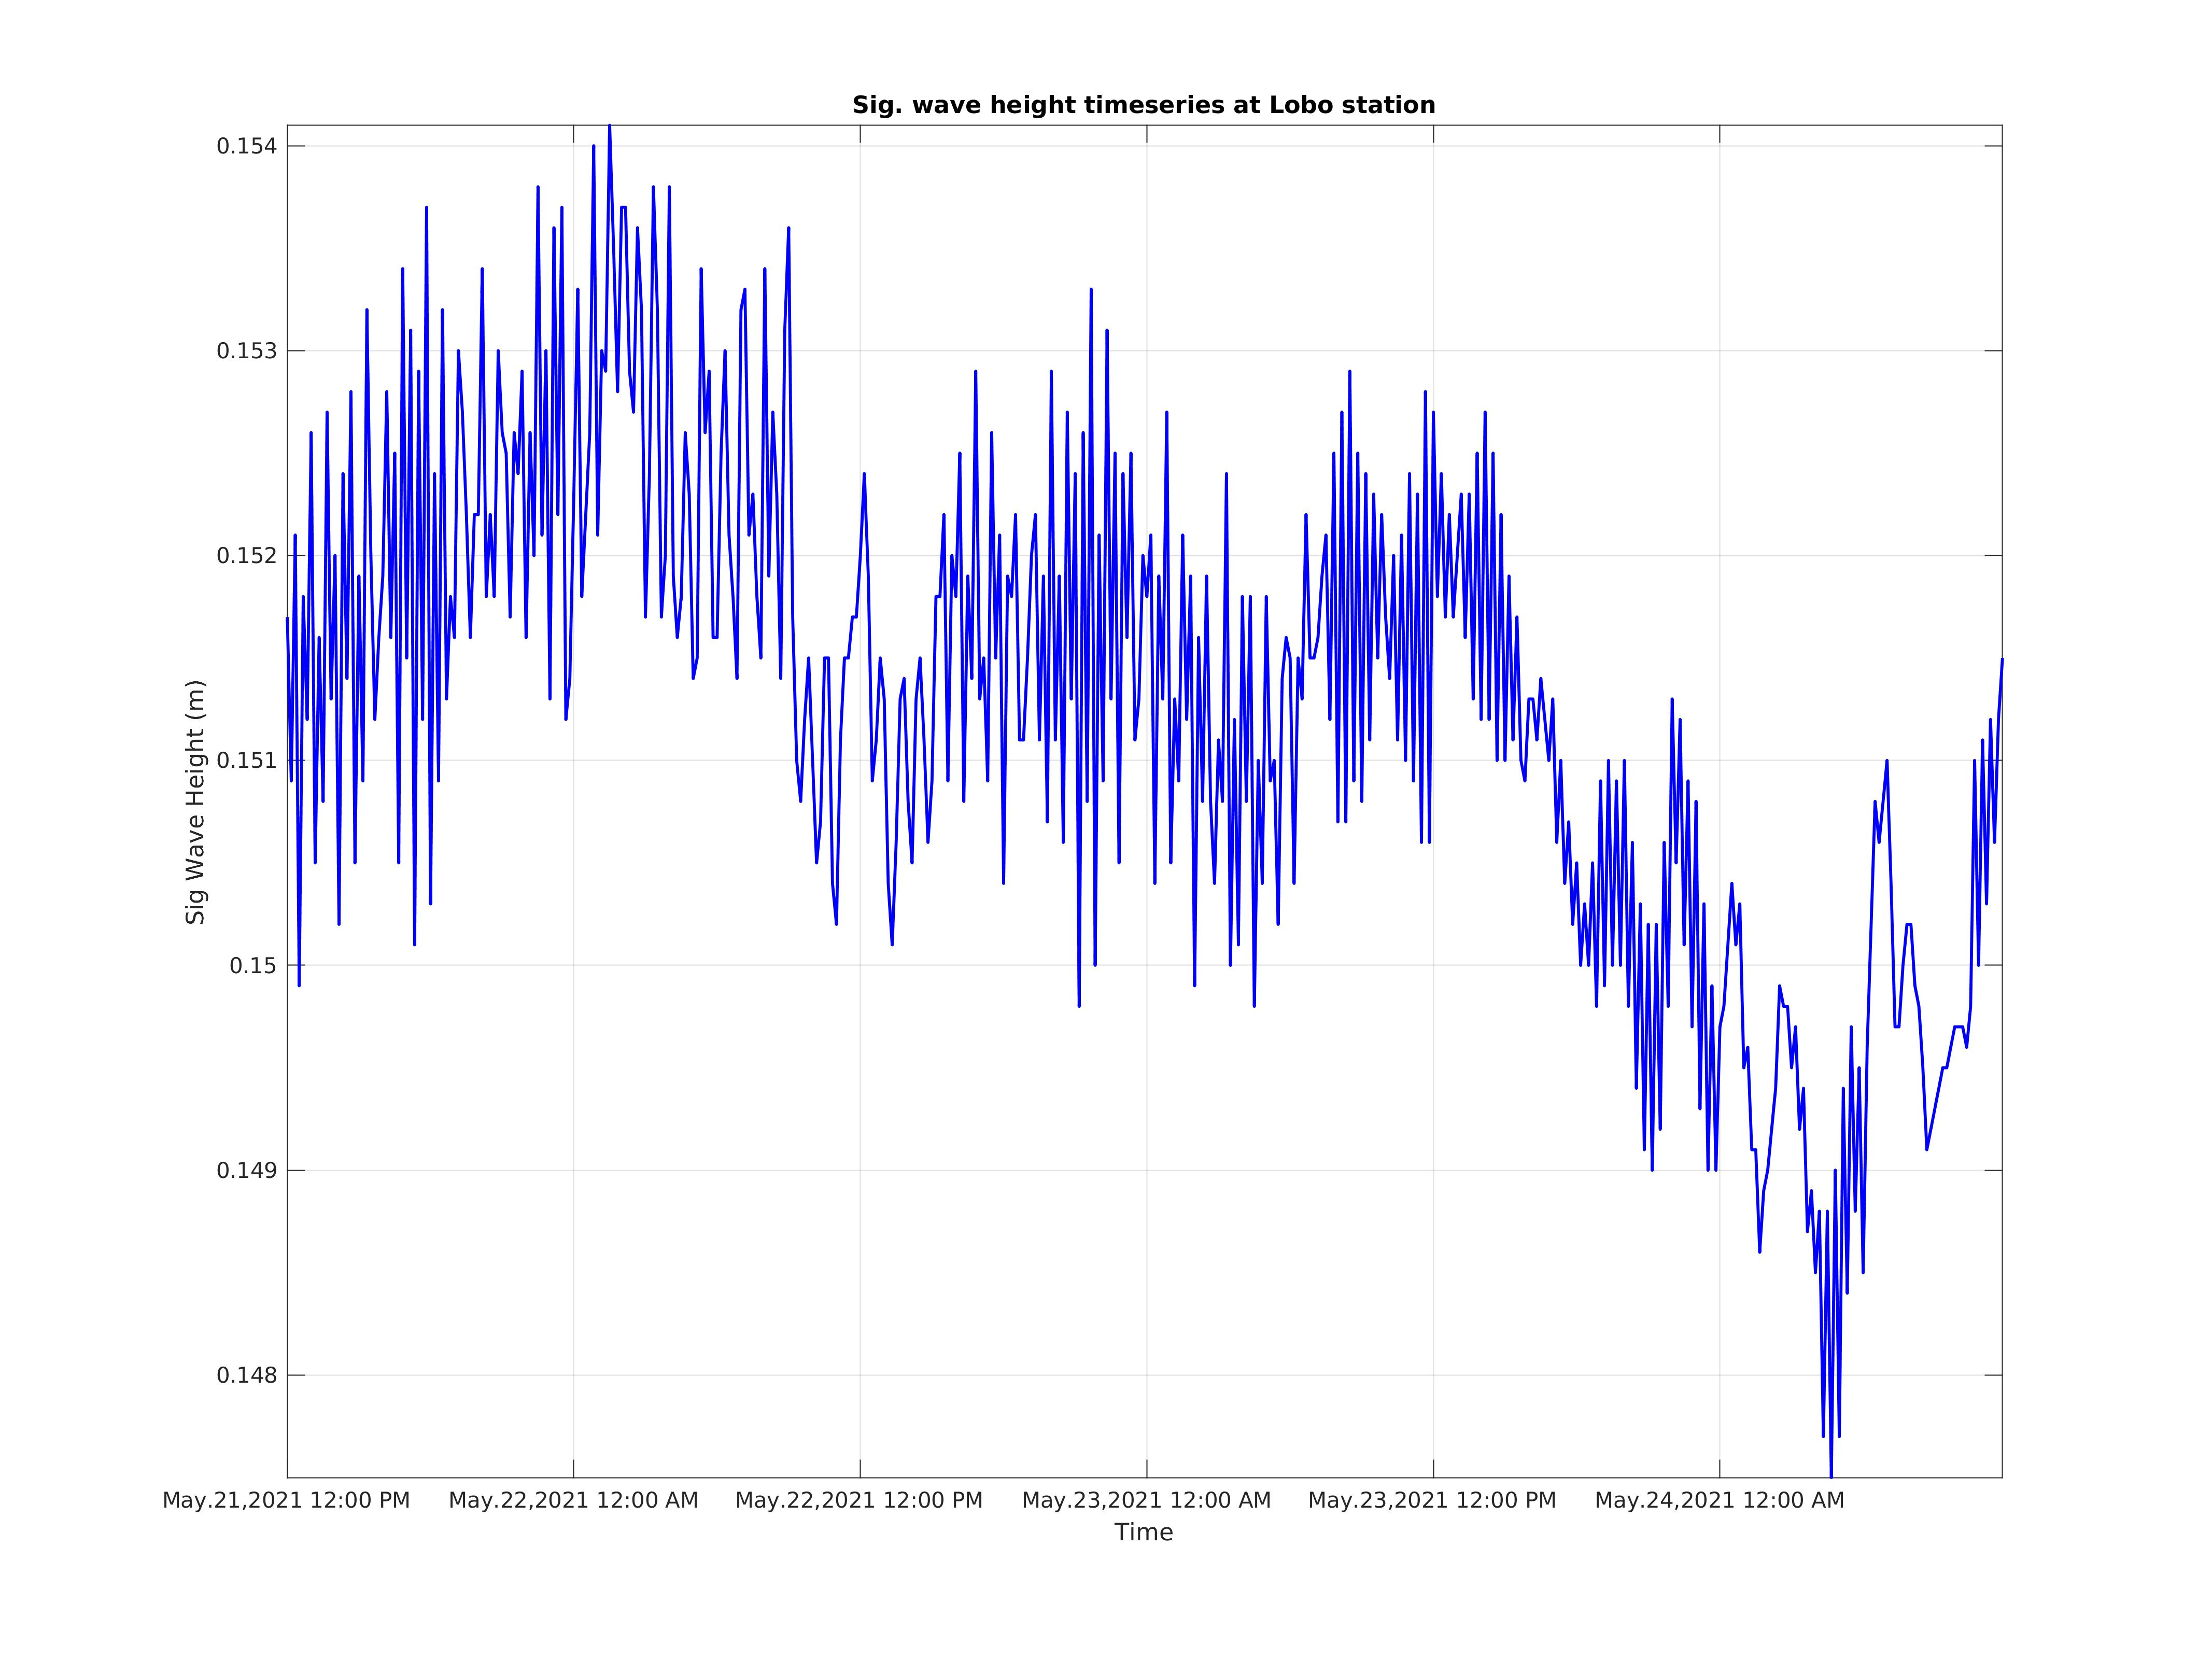 Sig. wave height timeseries at Lobo station
0.154
0.153
0.152
0.151
0.15
0.149
0.148
Sig Wave Height (m)
May.21,2021 12:00 PM
May.22,2021 12:00 AM
May.22,2021 12:00 PM
May.23,2021 12:00 AM
May.23,2021 12:00 PM
May.24,2021 12:00 AM
Time